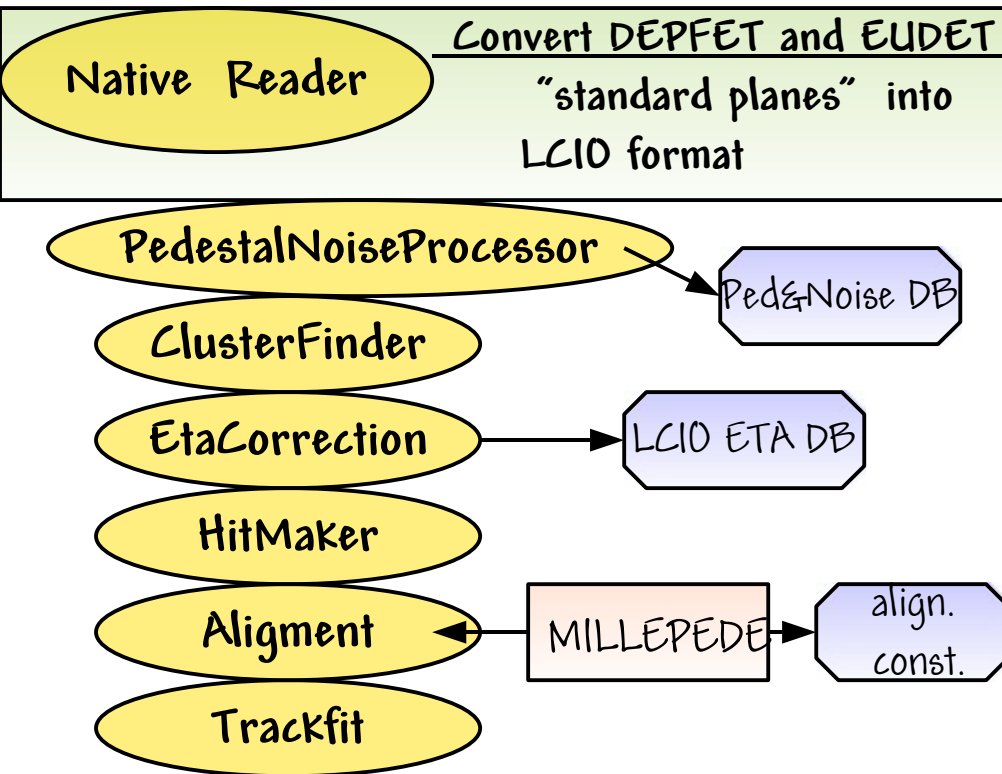 Native Reader
Convert DEPFET and EUDET
“standard planes” into
LCIO format
PedestalNoiseProcessor
Ped&Noise DB
ClusterFinder
EtaCorrection
LCIO ETA DB
HitMaker
Aligment
MILLEPEDE
align.
const.
Trackfit